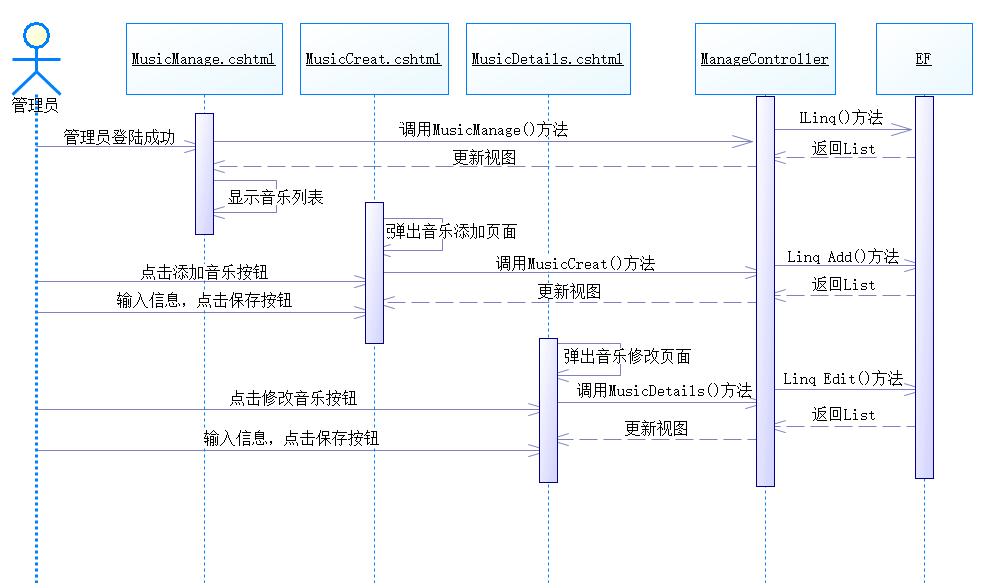 管理员
MusicManage.cshtml
MusicCreat.cshtml
MusicDetails.cshtml
ManageController
EF
管理员登陆成功
调用MusicManage()方法
lLinq()方法
更新视图
返回List
显示音乐列表
弹出音乐添加页面
点击添加音乐按钮
调用MusicCreat()方法
Linq Add()方法
输入信息，点击保存按钮
更新视图
返回List
弹出音乐修改页面
点击修改音乐按钮
调用MusicDetails()方法
Linq Edit()方法
输入信息，点击保存按钮
更新视图
返回List